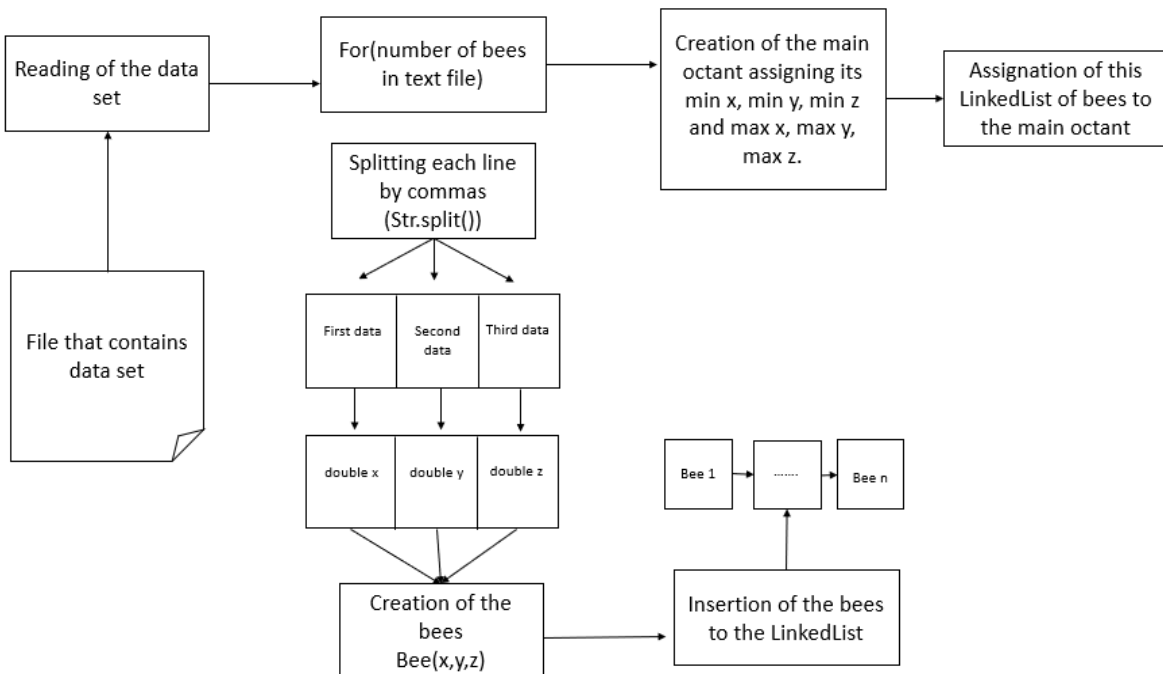 Reading of the data
set
For(number of bees
in text file)
Creation of the main
octant assigning its
min x, min y, min z
and max x, max y,
max z.
Assignation of this
LinkedList of bees to
the main octant
Splitting each line
by commas
(Str.split())
File that contains
data set
First data
Second
data
Third data
double x
double y
double z
Bee 1
.......
Bee n
Creation of the
bees
Bee(x,y,z)
Insertion of the bees
to the LinkedList